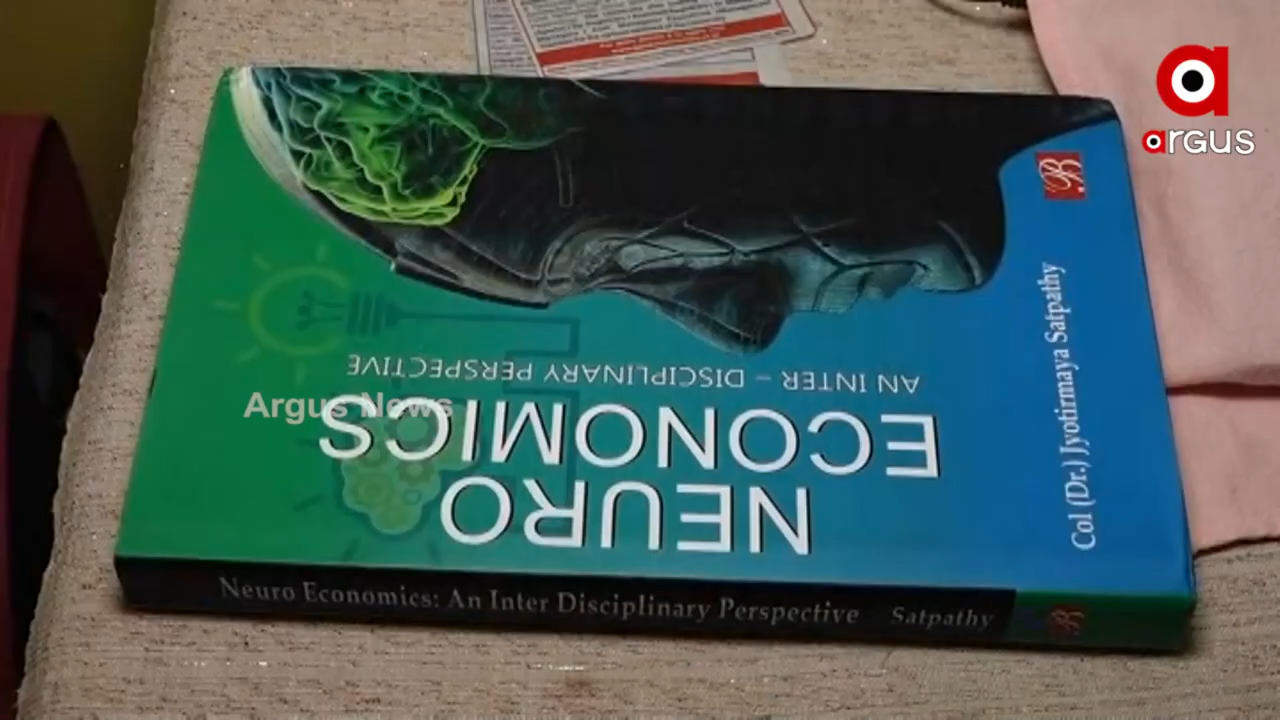 argus
NEURO
ECONOMICS
AN INTER – DISCIPLINARY PERSPECTIVE
Col (Dr.) Jyotirmaya Satpathy
Argus News
Neuro Economics: An Inter Disciplinary Perspective Satpathy